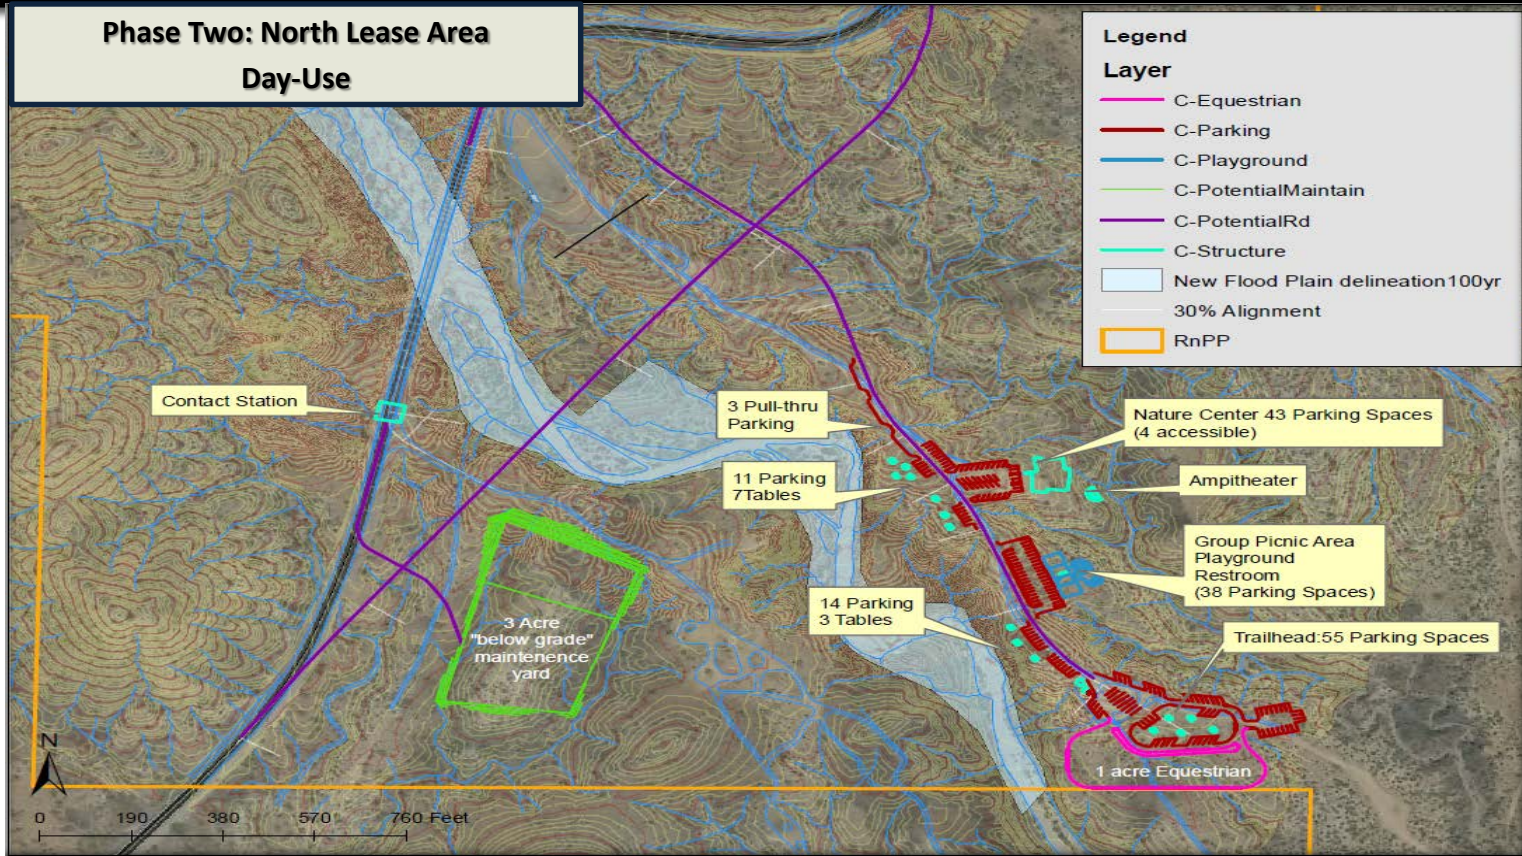 Phase Two: North Lease Area
Day-Use
Legend
Layer
C-Equestrian
C-Parking
C-Playground
C-PotentialMaintain
C-PotentialRd
C-Structure
New Flood Plain delineation100yr
30% Alignment
RnPP
Contact Station
3 Pull-thru
Parking
Nature Center 43 Parking Spaces
(4 accessible)
11 Parking
7Tables
Ampitheater
Group Picnic Area
Playground
Restroom
(38 Parking Spaces)
14 Parking
3 Tables
Trailhead:55 Parking Spaces
3 Acre
"below grade"
maintenence
yard
1 acre Equestrian
N
0 190 380 570 760 Feet